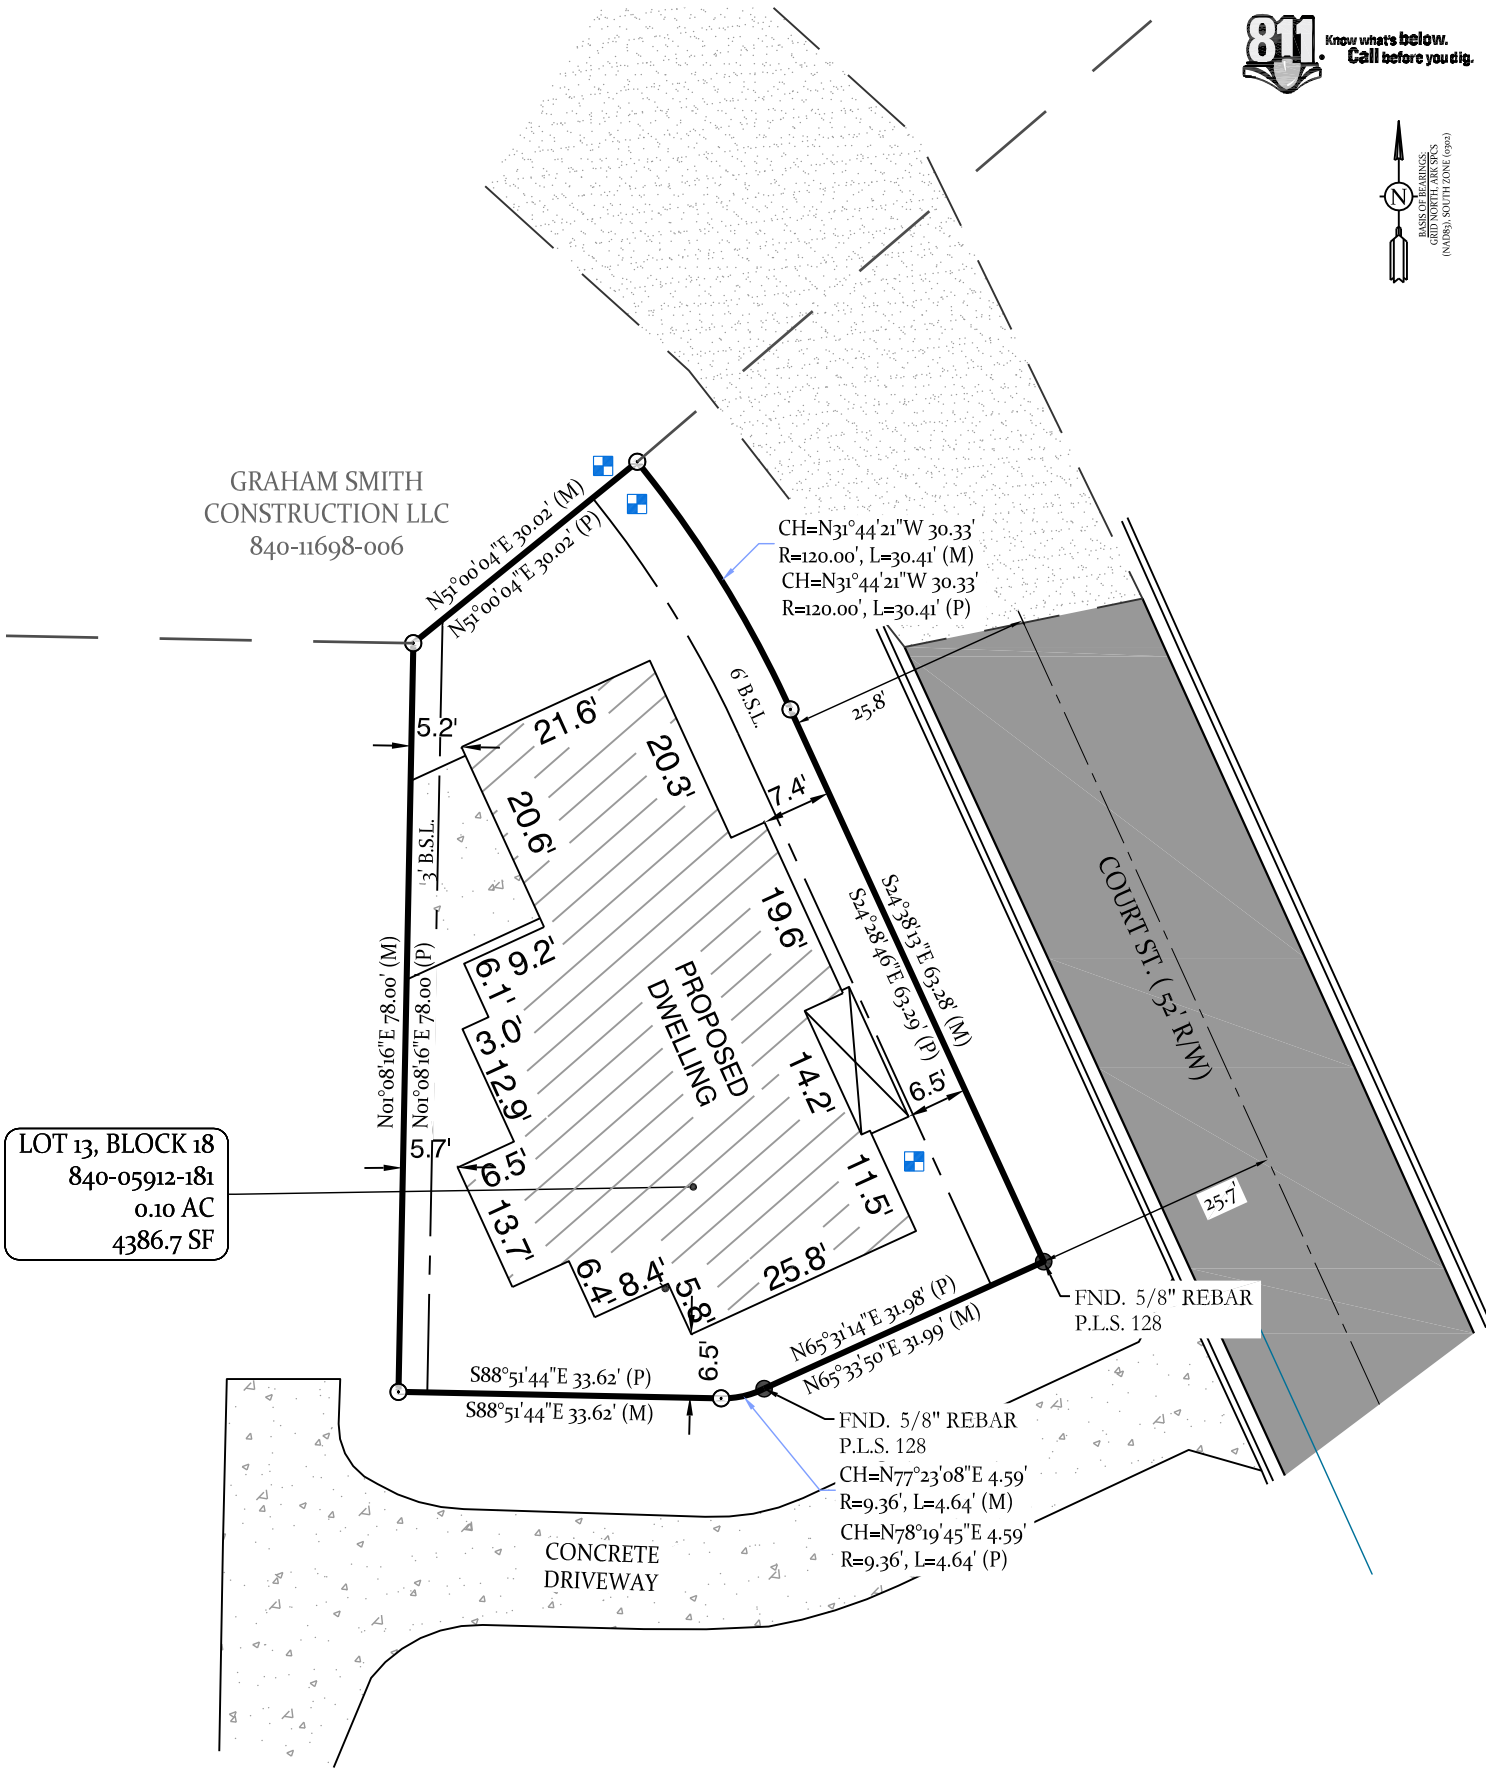 811
Know what's below.
Call before you dig.
N
BASIS OF BEARINGS:
GRID NORTH, ARK SPCS
(NAD83), SOUTH ZONE (0302)
GRAHAM SMITH
CONSTRUCTION LLC
840-11698-006
N51°00'04"E 30.02' (M)
N51°00'04"E 30.02' (P)
CH=N31°44'21"W 30.33'
R=120.00', L=30.41' (M)
CH=N31°44'21"W 30.33'
R=120.00', L=30.41' (P)
6' B.S.L.
25.8'
5.2'
21.6'
20.3'
20.6'
7.4'
3' B.S.L.
19.6'
9.2'
6.1'
3.0'
12.9'
PROPOSED
DWELLING
S24°38'13"E 63.28' (M)
S24°28'46"E 63.29' (P)
COURT ST. ( 52' R/W)
N01°08'16"E 78.00' (M)
N01°08'16"E 78.00' (P)
14.2'
6.5'
5.7'
6.5'
LOT 13, BLOCK 18
840-05912-181
0.10 AC
4386.7 SF
13.7'
11.5'
25.7'
6.4'
8.4'
5.8'
25.8'
6.5'
N65°31'14"E 31.98' (P)
N65°33'50"E 31.99' (M)
FND. 5/8" REBAR
P.L.S. 128
S88°51'44"E 33.62' (P)
S88°51'44"E 33.62' (M)
FND. 5/8" REBAR
P.L.S. 128
CH=N77°23'08"E 4.59'
R=9.36', L=4.64' (M)
CH=N78°19'45"E 4.59'
R=9.36', L=4.64' (P)
CONCRETE
DRIVEWAY